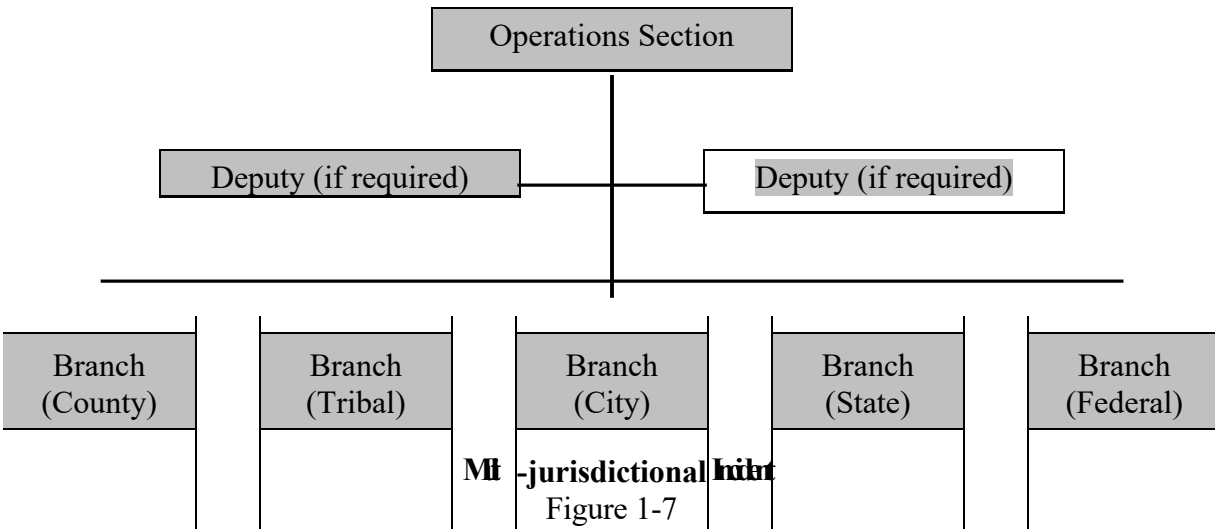 Operations Section
Deputy (if required) Deputy (if required)
Branch Branch Branch Branch Branch
(County) (Tribal) (City) (State) (Federal)
-jurisdictional
Figure 1-7